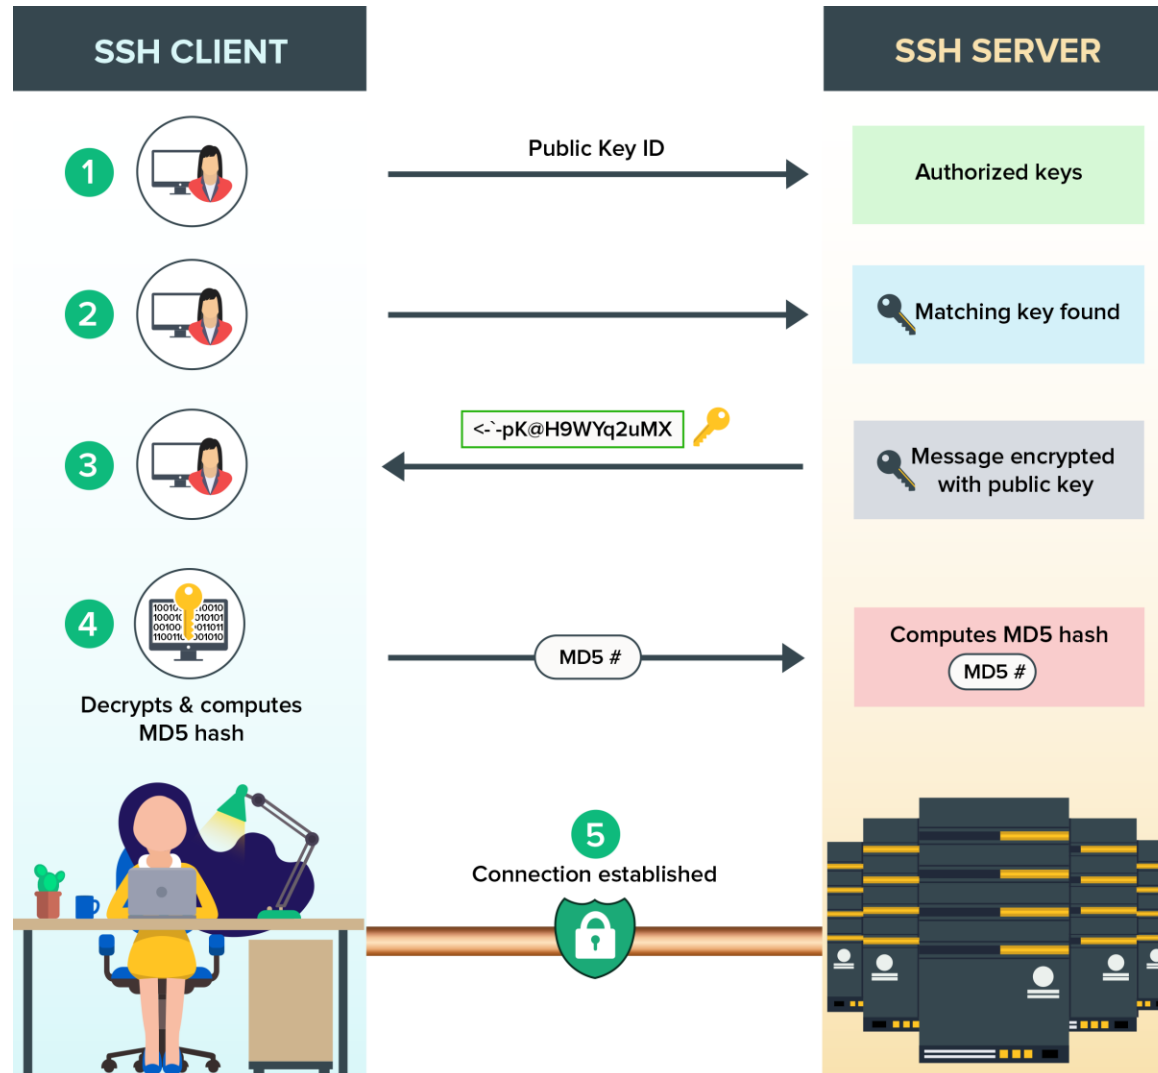 SSH CLIENT
SSH SERVER
1
Public Key ID
Authorized keys
2
Matching key found
3
<-`-pK@H9WYq2uMX
Message encrypted
with public key
4
MD5 #
Computes MD5 hash
MD5 #
Decrypts & computes
MD5 hash
5
Connection established